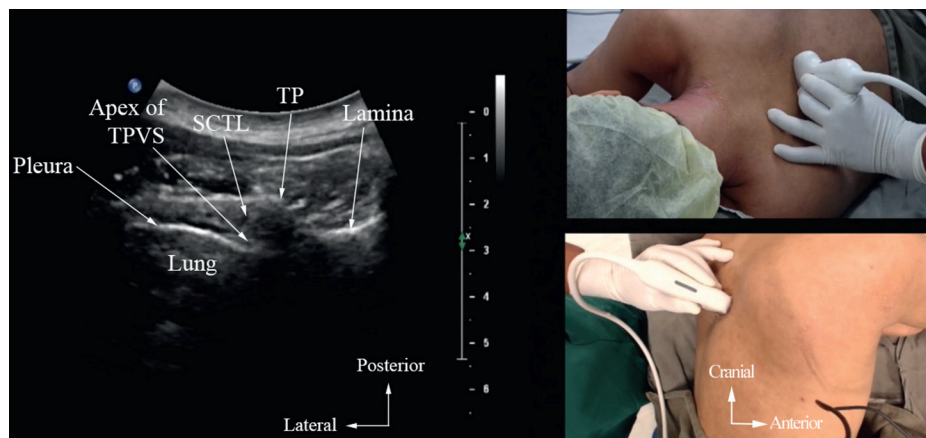 TP
Apex of
TPVS
SCTL
Lamina
Pleura
Lung
Posterior
Lateral
0
1
2
x
3
4
5
6
Cranial
Anterior